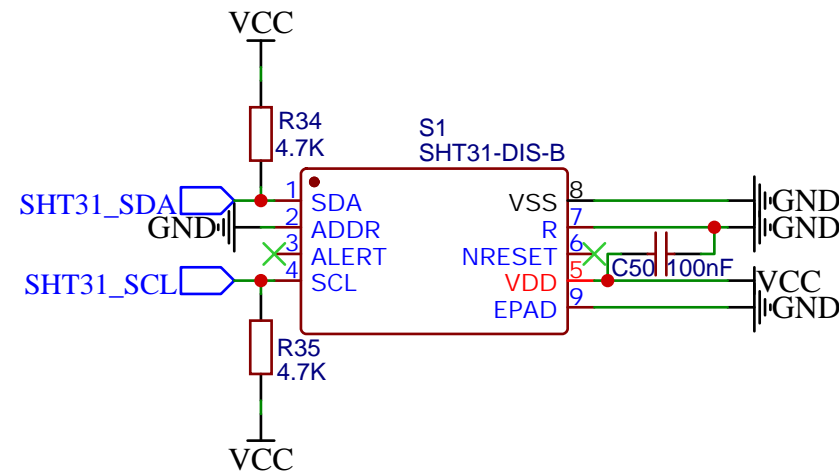 VCC
R34
4.7K
S1
SHT31-DIS-B
SHT31_SDA 1 SDA VSS 8 GND
GND 2 ADDR R 7 GND
3 ALERT NRESET 6
C50 100nF
SHT31_SCL 4 SCL VDD 5 VCC
EPAD 9 GND
R35
4.7K
VCC